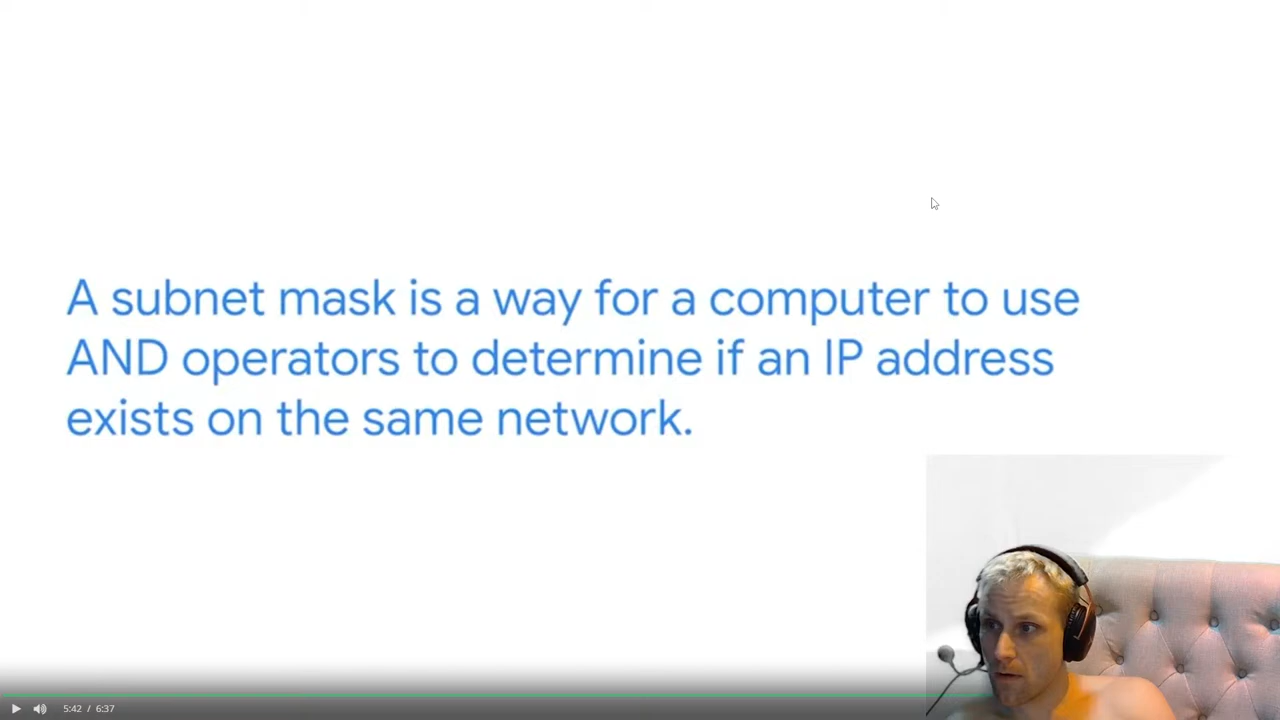 A subnet mask is a way for a computer to use
AND operators to determine if an IP address
exists on the same network.
5:42 / 6:37